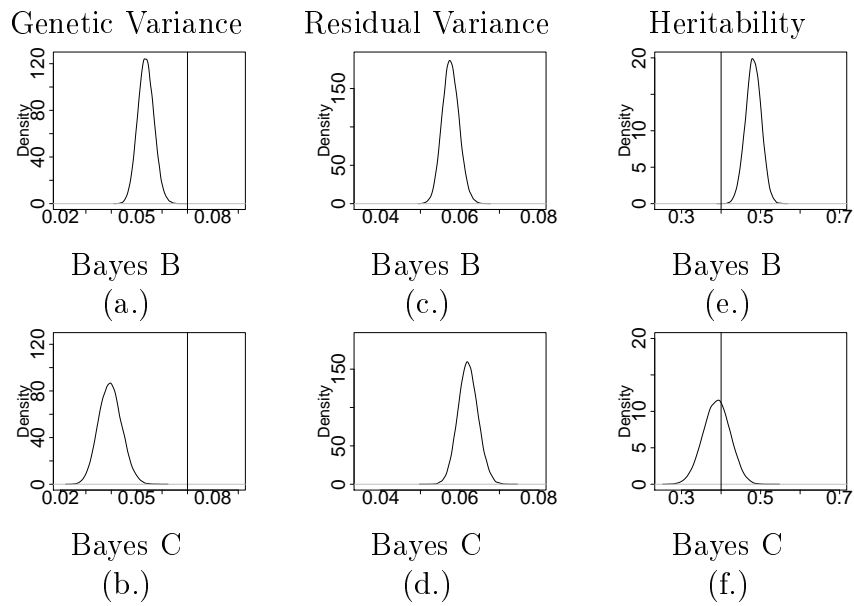 Genetic Variance Residual Variance Heritability
Density
0 40 80 120
0.02 0.05 0.08
Density
0 50 150
0.04 0.06 0.08
Density
0 5 10 15 20
0.3 0.5 0.7
Bayes B Bayes B Bayes B
(a.) (c.) (e.)
Density
0 40 80 120
0.02 0.05 0.08
Density
0 50 150
0.04 0.06 0.08
Density
0 5 10 20
0.3 0.5 0.7
Bayes C Bayes C Bayes C
(b.) (d.) (f.)